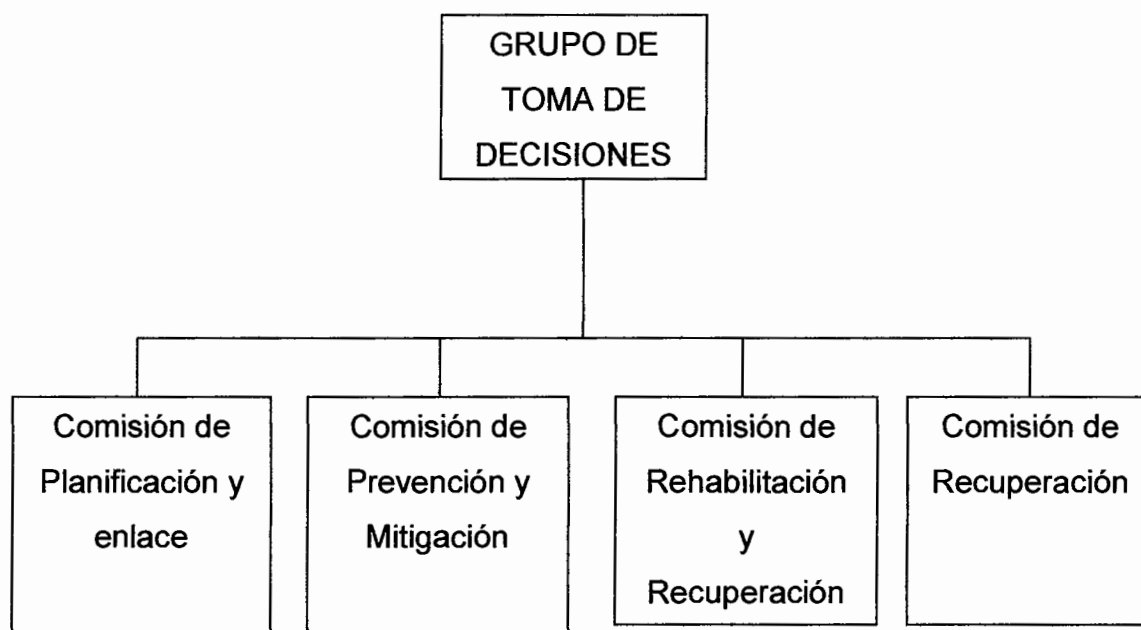 GRUPO DE
TOMA DE
DECISIONES
Comisión de
Planificación y
enlace
Comisión de
Prevención y
Mitigación
Comisión de
Rehabilitación
y
Recuperación
Comisión de
Recuperación